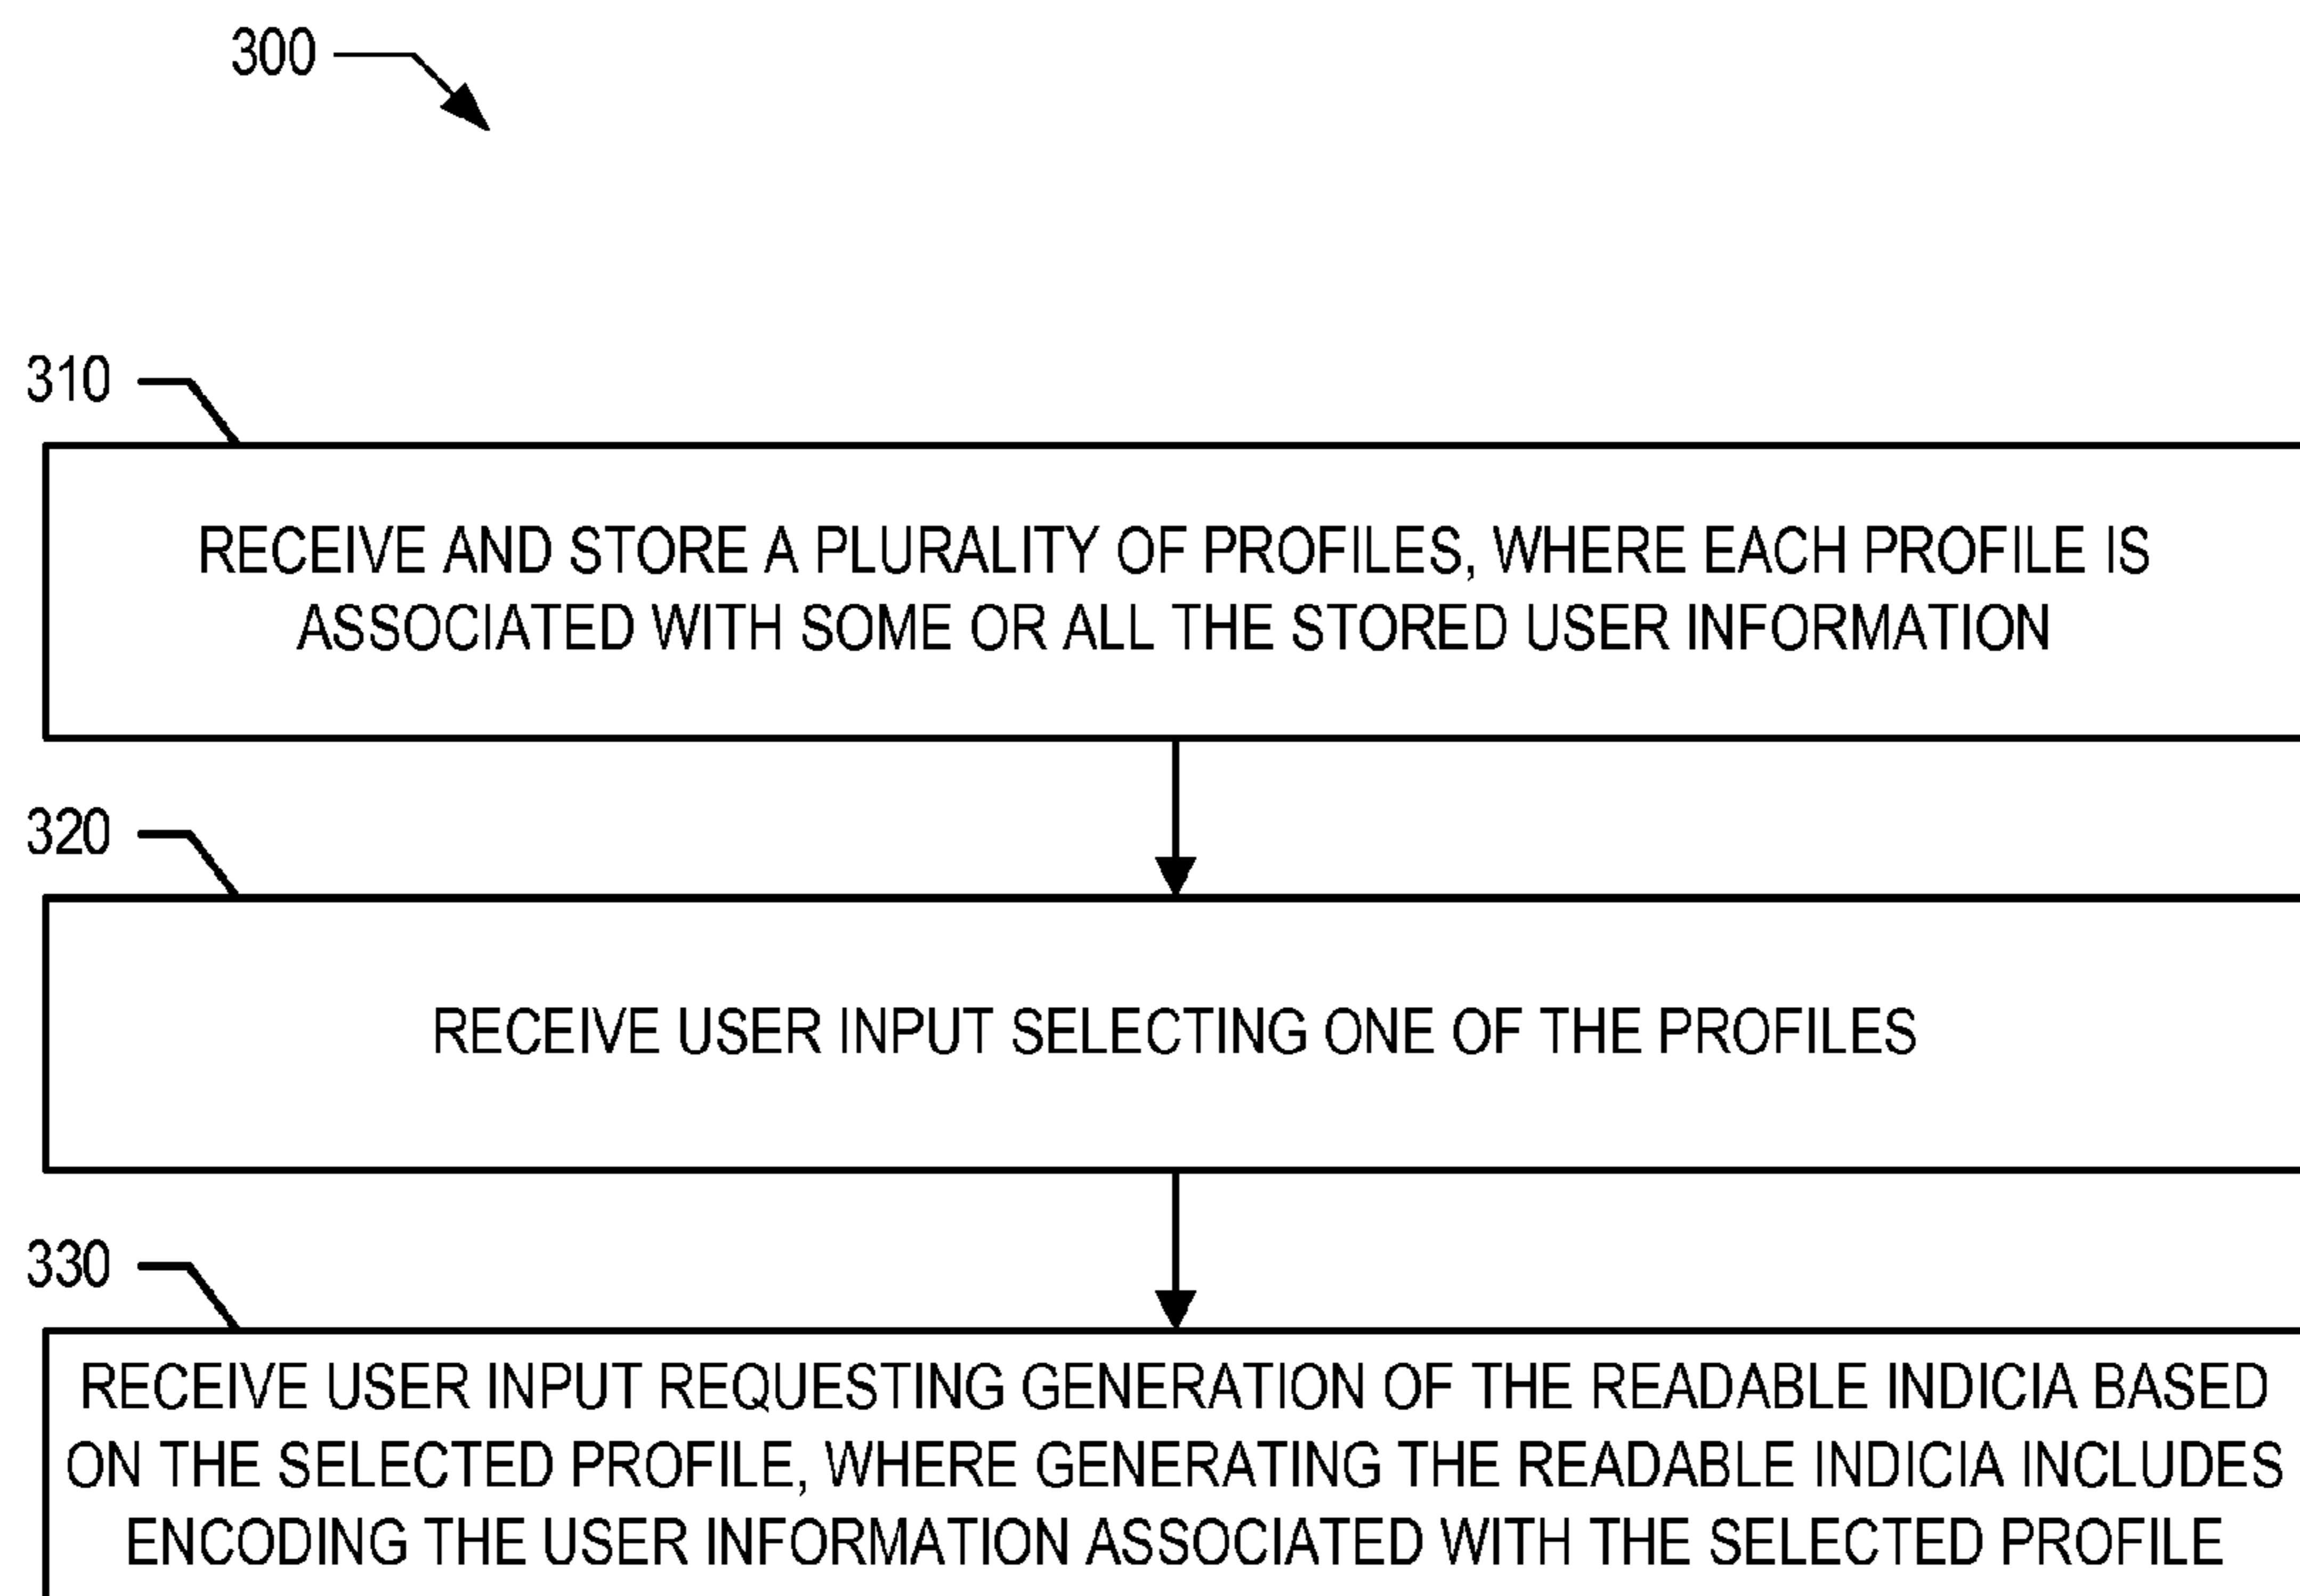 300
310
RECEIVE AND STORE A PLURALITY OF PROFILES, WHERE EACH PROFILE IS
ASSOCIATED WITH SOME OR ALL THE STORED USER INFORMATION
320
RECEIVE USER INPUT SELECTING ONE OF THE PROFILES
330
RECEIVE USER INPUT REQUESTING GENERATION OF THE READABLE INDICIA BASED
ON THE SELECTED PROFILE, WHERE GENERATING THE READABLE INDICIA INCLUDES
ENCODING THE USER INFORMATION ASSOCIATED WITH THE SELECTED PROFILE